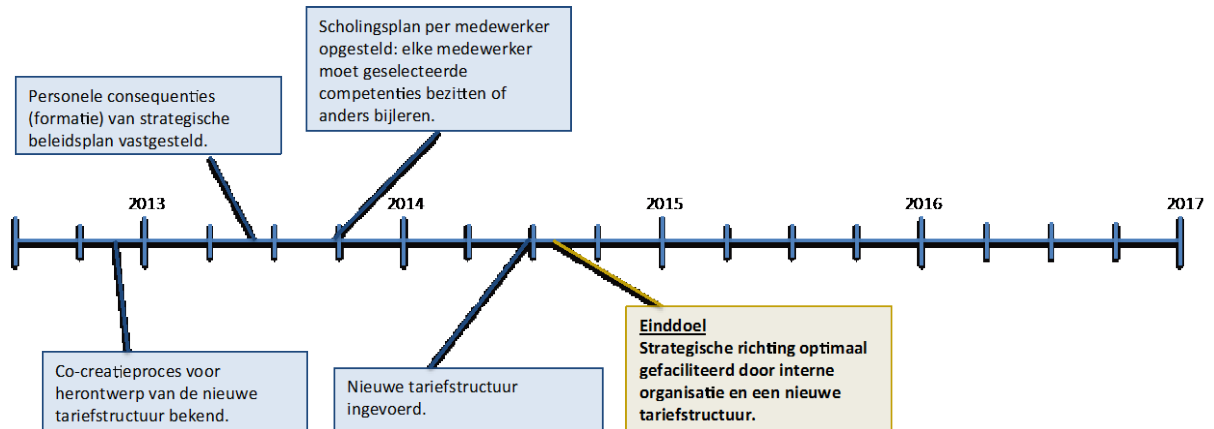 Scholingsplan per medewerker
opgesteld: elke medewerker
moet geselecteerde
competenties bezitten of
anders bijleren.
Personele consequenties
(formatie) van strategische
beleidsplan vastgesteld.
2013
2014
2015
2016
2017
Co-creatieproces voor
herontwerp van de nieuwe
tariefstructuur bekend.
Nieuwe tariefstructuur
ingevoerd.
Einddoel
Strategische richting optimaal
gefaciliteerd door interne
organisatie en een nieuwe
tariefstructuur.